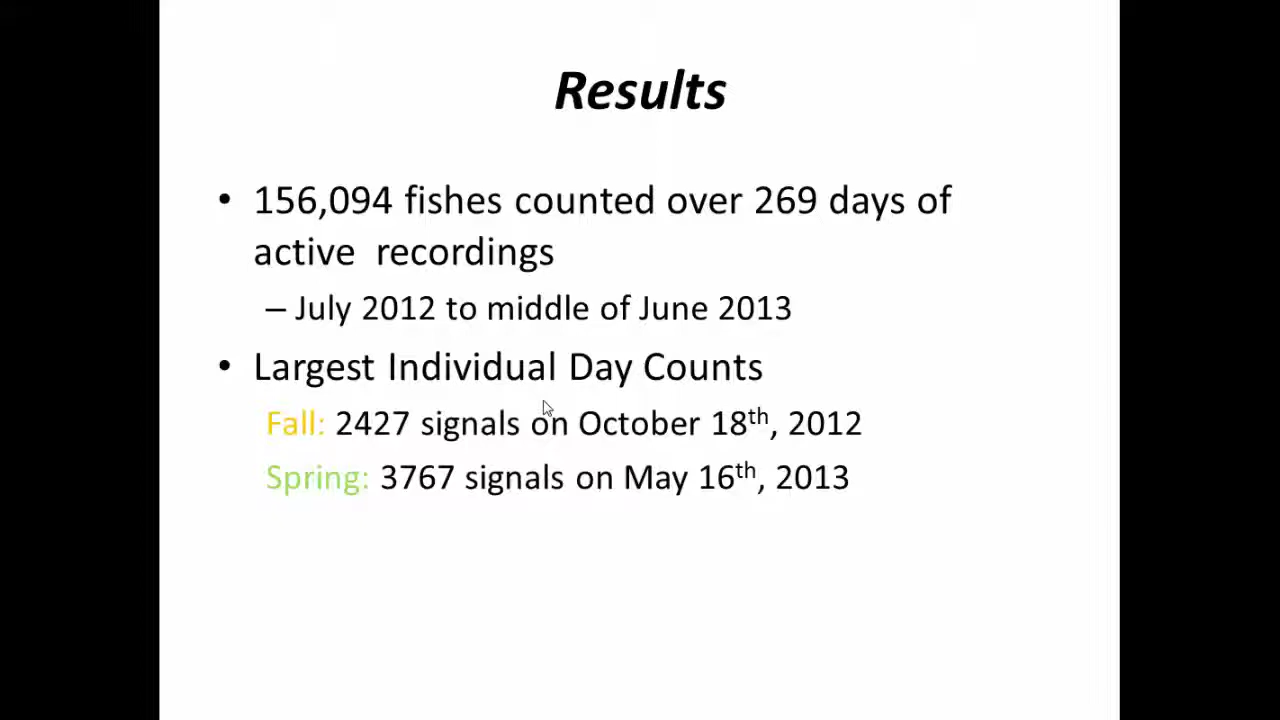 Results
• 156,094 fishes counted over 269 days of
active recordings
– July 2012 to middle of June 2013
• Largest Individual Day Counts
Fall: 2427 signals on October 18th, 2012
Spring: 3767 signals on May 16th, 2013